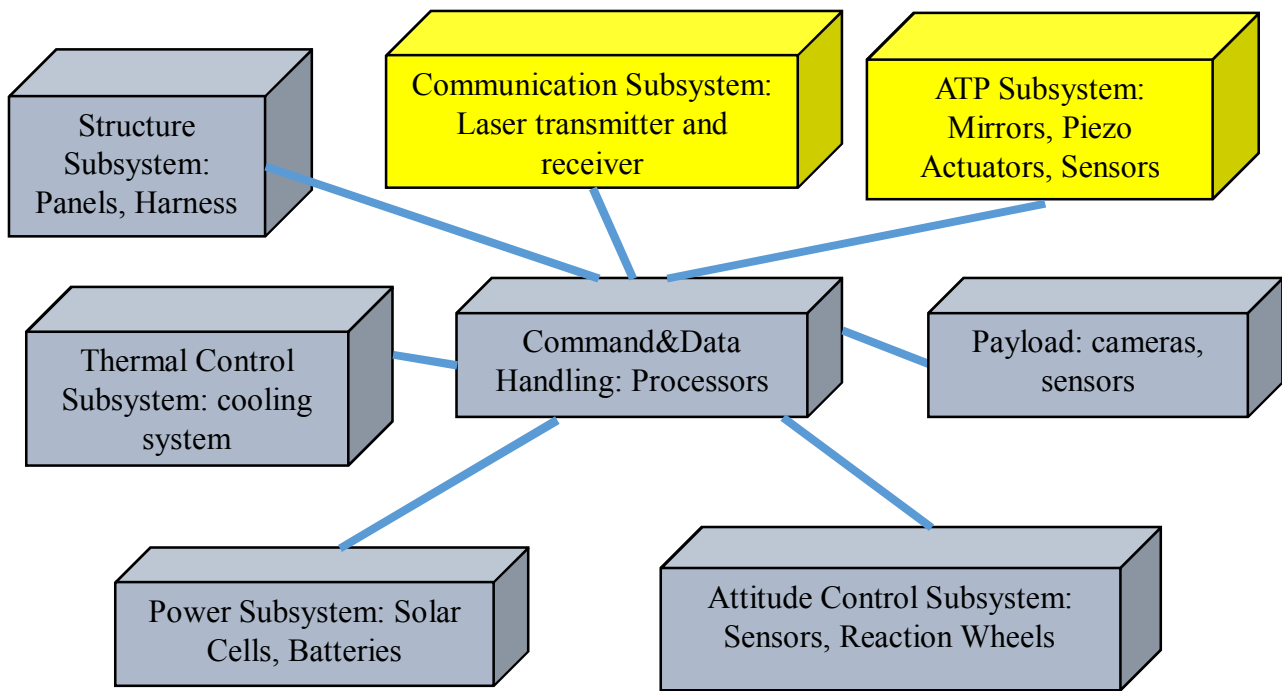 Structure
Subsystem:
Panels, Harness
Communication Subsystem:
Laser transmitter and
receiver
ATP Subsystem:
Mirrors, Piezo
Actuators, Sensors
Thermal Control
Subsystem: cooling
system
Command&Data
Handling: Processors
Payload: cameras,
sensors
Power Subsystem: Solar
Cells, Batteries
Attitude Control Subsystem:
Sensors, Reaction Wheels